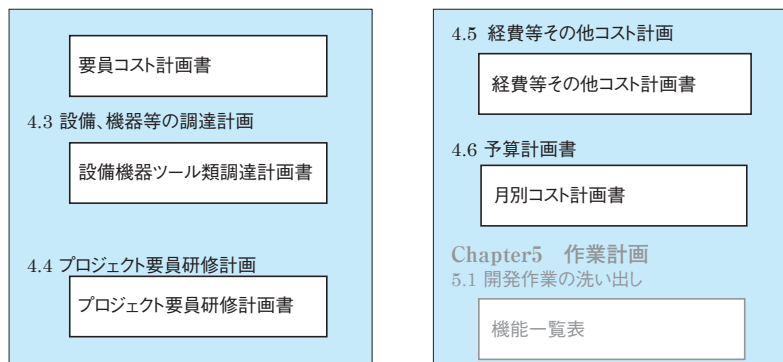 要員コスト計画書
4.3 設備、機器等の調達計画
設備機器ツール類調達計画書
4.4 プロジェクト要員研修計画
プロジェクト要員研修計画書
4.5 経費等その他コスト計画
経費等その他コスト計画書
4.6 予算計画書
月別コスト計画書
Chapter5 作業計画
5.1 開発作業の洗い出し
機能一覧表